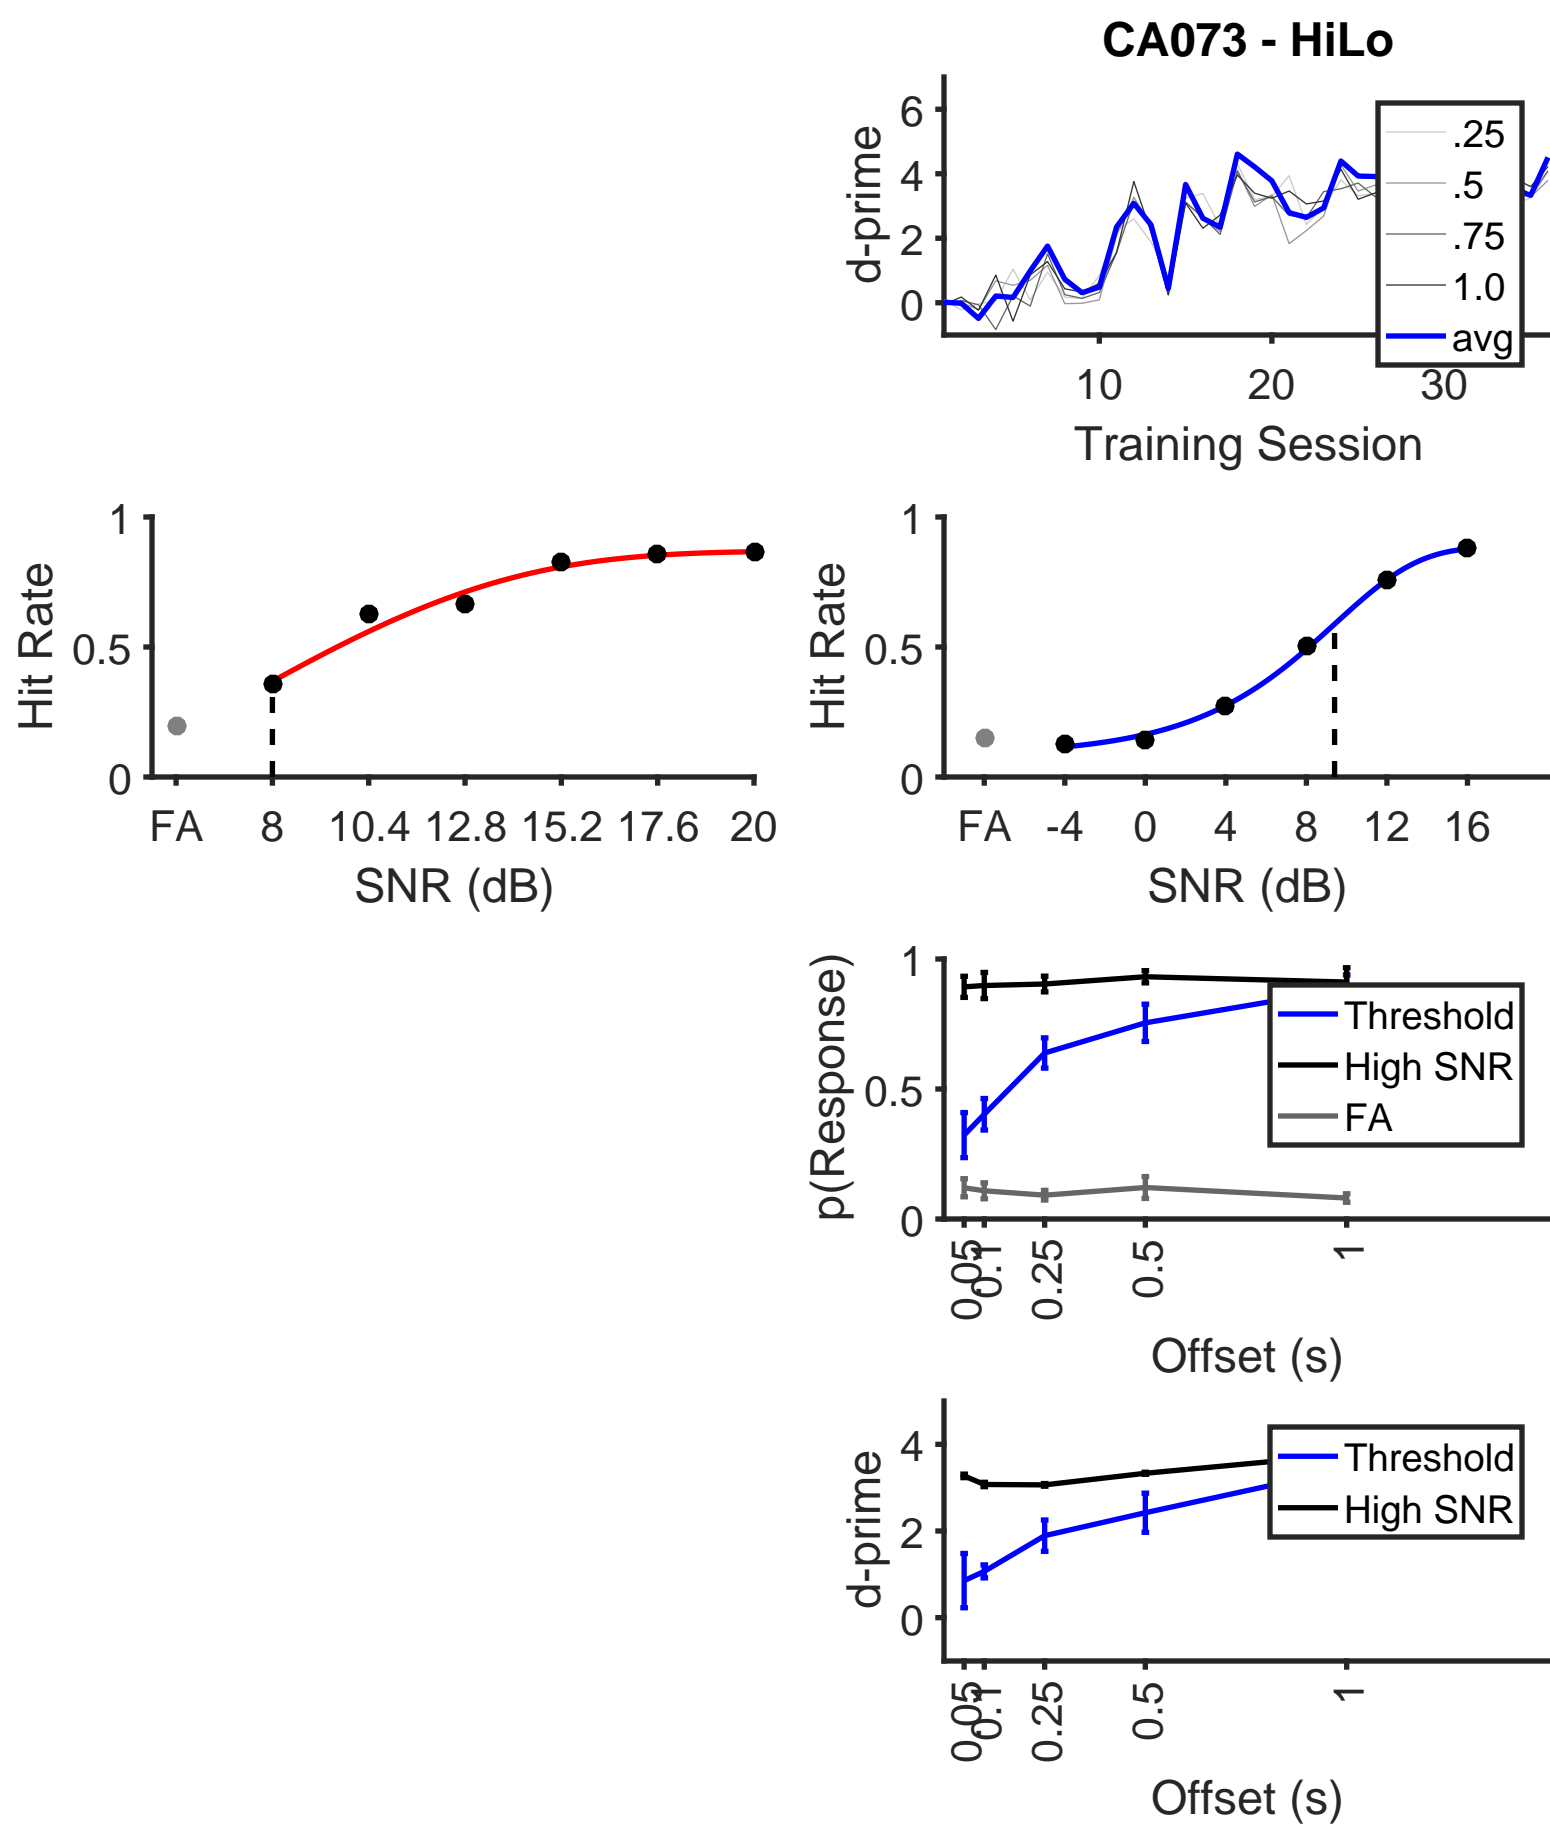 CA073 - HiLo
d-prime
6
4
2
0
.25
.5
.75
1.0
avg
10 20 30
Training Session
Hit Rate
1
0.5
0
FA 8 10.4 12.8 15.2 17.6 20
SNR (dB)
Hit Rate
1
0.5
0
FA -4 0 4 8 12 16
SNR (dB)
p(Response)
1
0.5
0
Threshold
High SNR
FA
0.05 0.1 0.25 0.5 1
Offset (s)
d-prime
4
2
0
Threshold
High SNR
0.05 0.1 0.25 0.5 1
Offset (s)